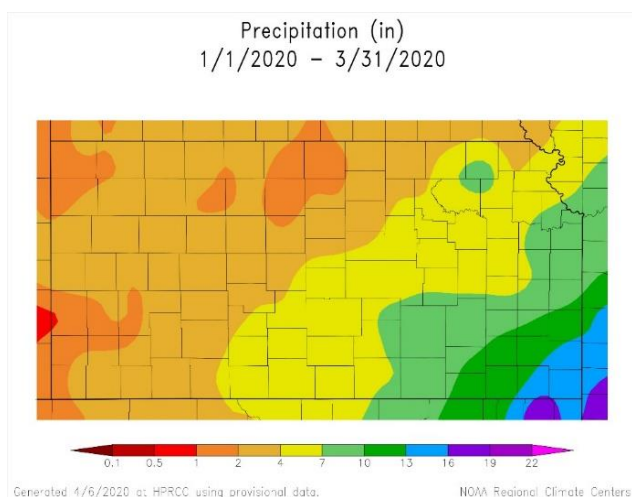 Precipitation (in)
1/1/2020 – 3/31/2020
0.1 0.5 1 2 4 7 10 13 16 19 22
Generated 4/6/2020 at HPRCC using provisional data. NOAA Regional Climate Centers